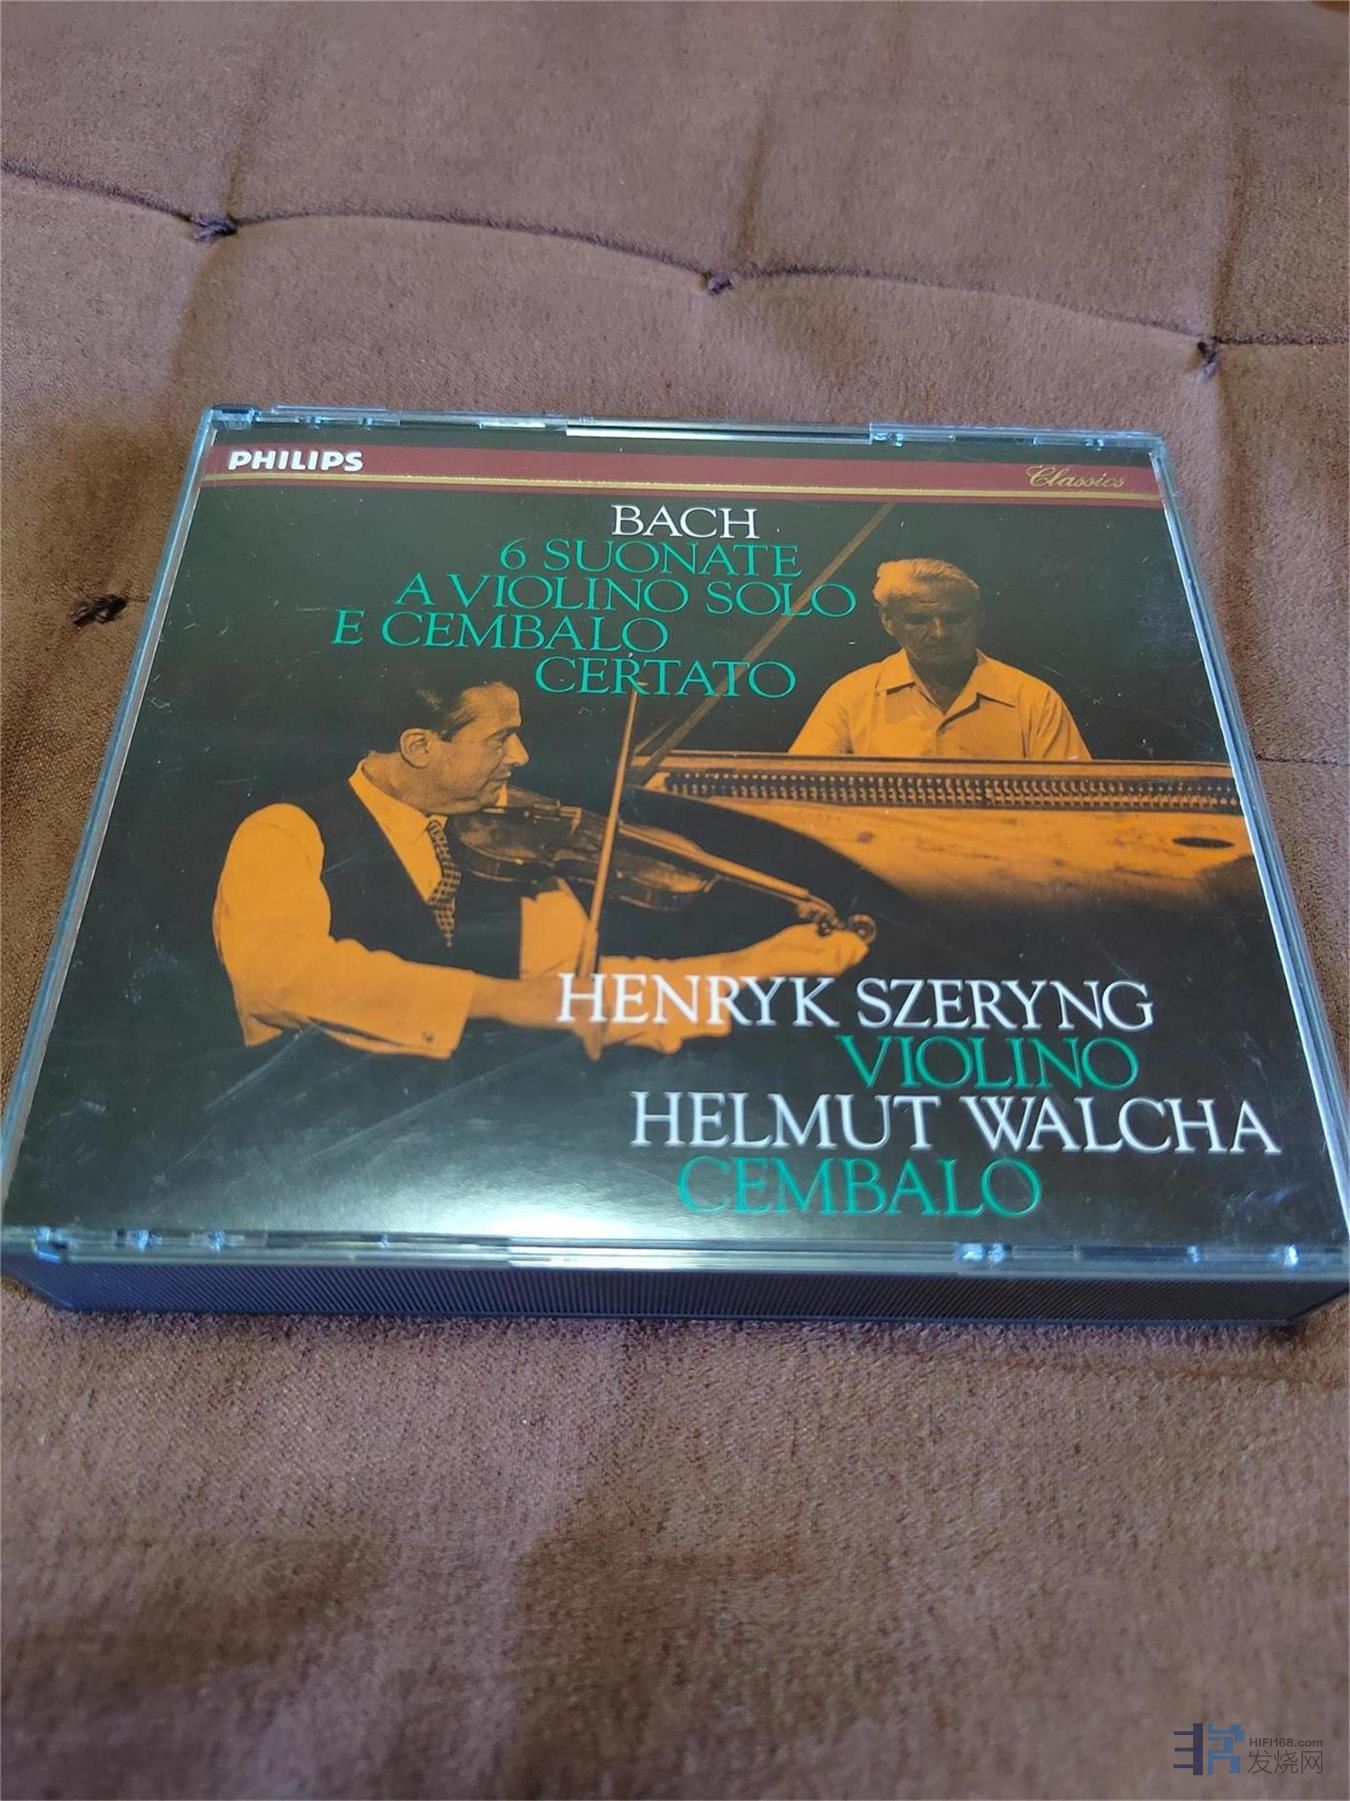 PHILIPS
Classics
BACH
6 SUONATE
A VIOLINO SOLO
E CEMBALO
CERTATO
HENRYK SZERYNG
VIOLINO
HELMUT WALCHA
CEMBALO
HIFI168.com
发烧网